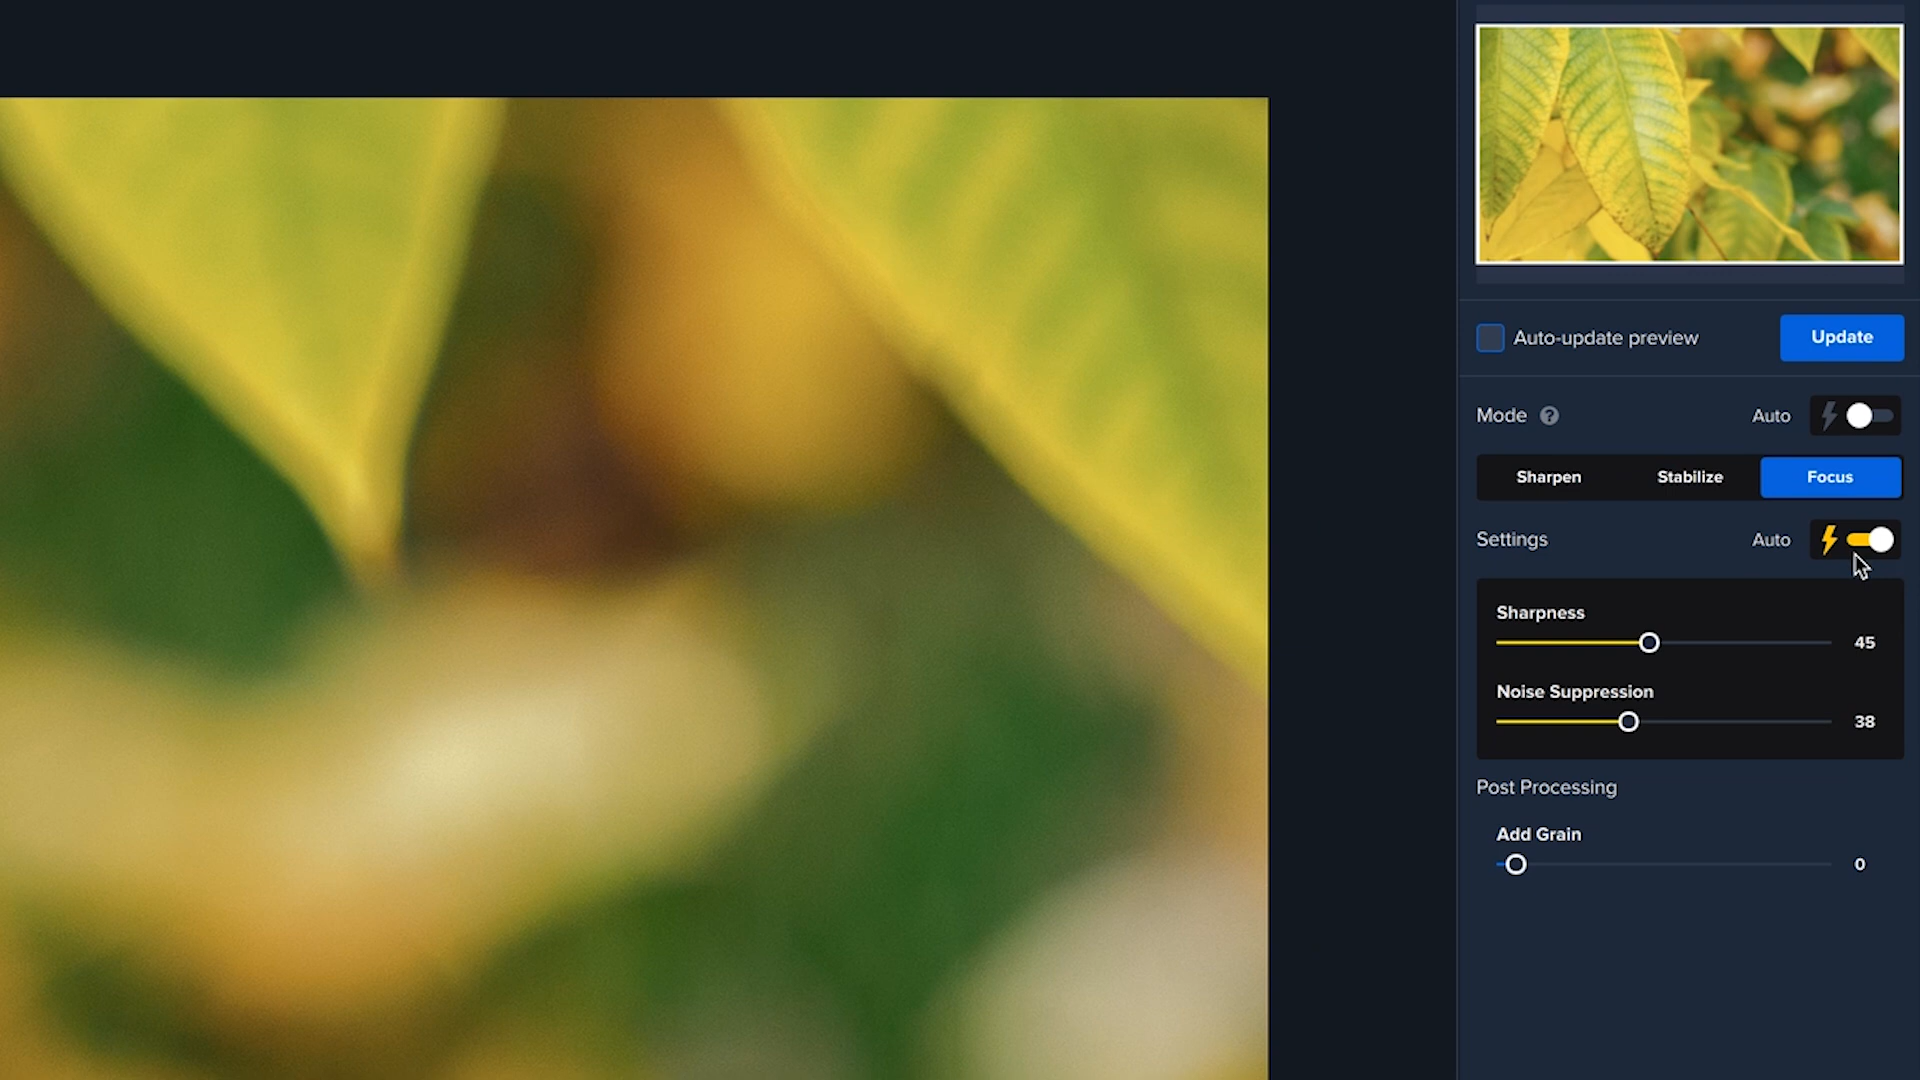 Auto-update preview
Update
Mode ?
Auto
Sharpen
Stabilize
Focus
Settings
Auto
Sharpness
45
Noise Suppression
38
Post Processing
Add Grain
0